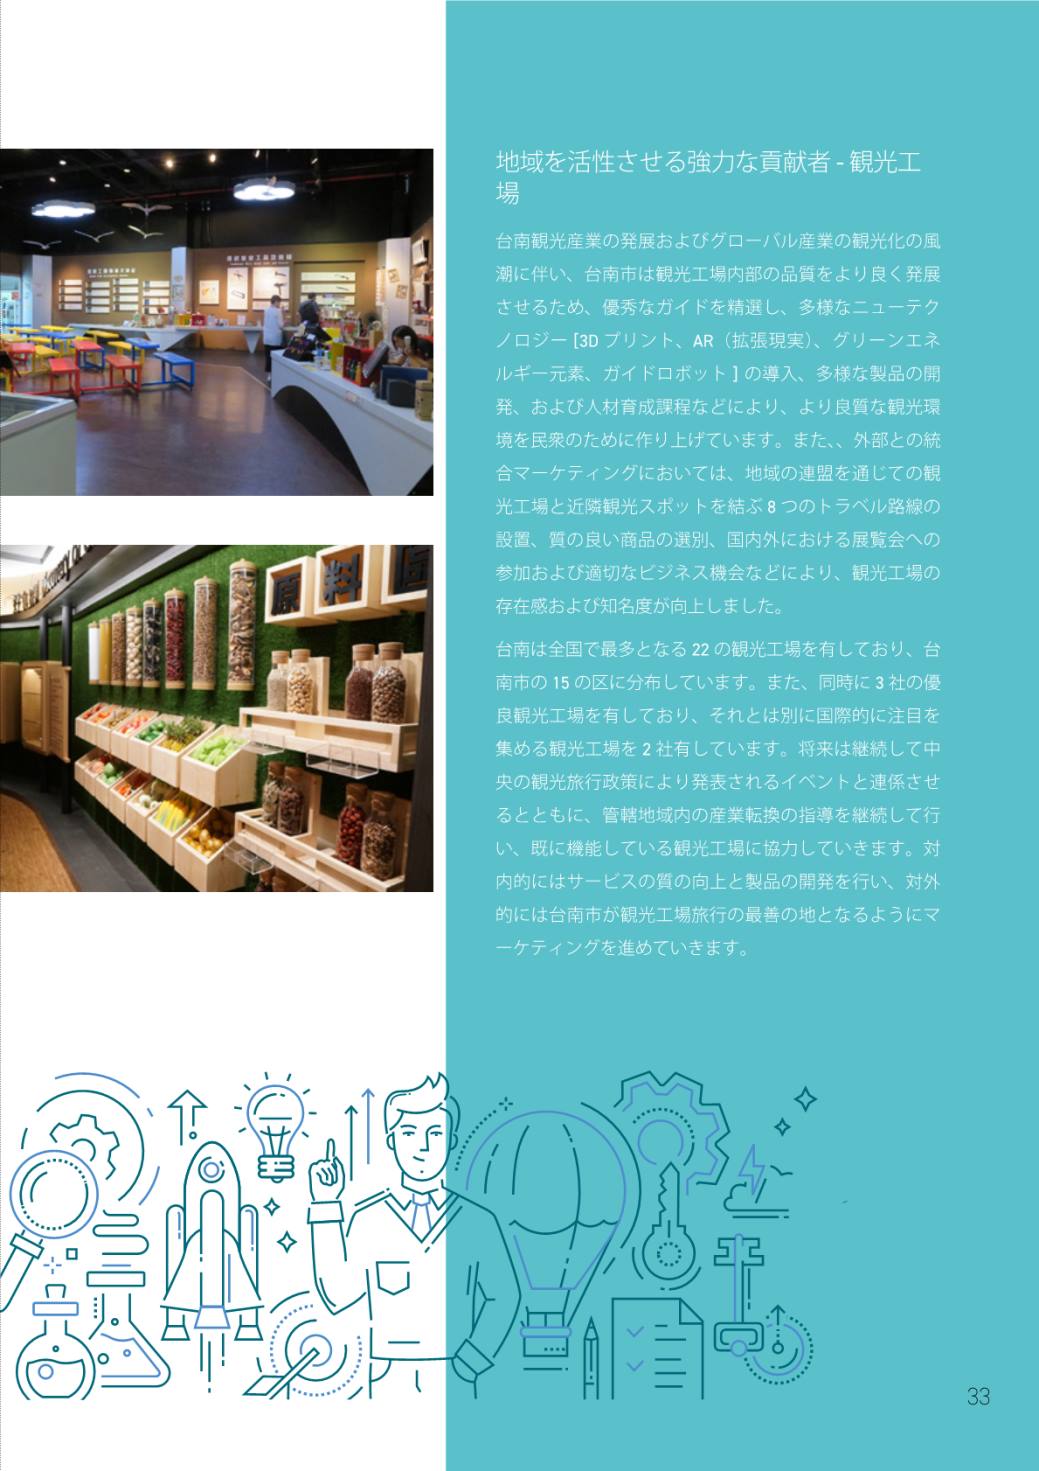 地域を活性させる強力な貢献者 - 観光工
場
台南観光産業の発展およびグローバル産業の観光化の風
潮に伴い、台南市は観光工場内部の品質をより良く発展
させるため、優秀なガイドを精選し、多様なニューテク
ノロジー [3D プリント、AR（拡張現実）、グリーンエネ
ルギー元素、ガイドロボット ] の導入、多様な製品の開
発、および人材育成課程などにより、より良質な観光環
境を民衆のために作り上げています。また、、外部との統
合マーケティングにおいては、地域の連盟を通じての観
光工場と近隣観光スポットを結ぶ 8 つのトラベル路線の
設置、質の良い商品の選別、国内外における展覧会への
参加および適切なビジネス機会などにより、観光工場の
存在感および知名度が向上しました。
台南は全国で最多となる 22 の観光工場を有しており、台
南市の 15 の区に分布しています。また、同時に 3 社の優
良観光工場を有しており、それとは別に国際的に注目を
集める観光工場を 2 社有しています。将来は継続して中
央の観光旅行政策により発表されるイベントと連係させ
るとともに、管轄地域内の産業転換の指導を継続して行
い、既に機能している観光工場に協力していきます。対
内的にはサービスの質の向上と製品の開発を行い、対外
的には台南市が観光工場旅行の最善の地となるようにマ
ーケティングを進めていきます。
原料
33